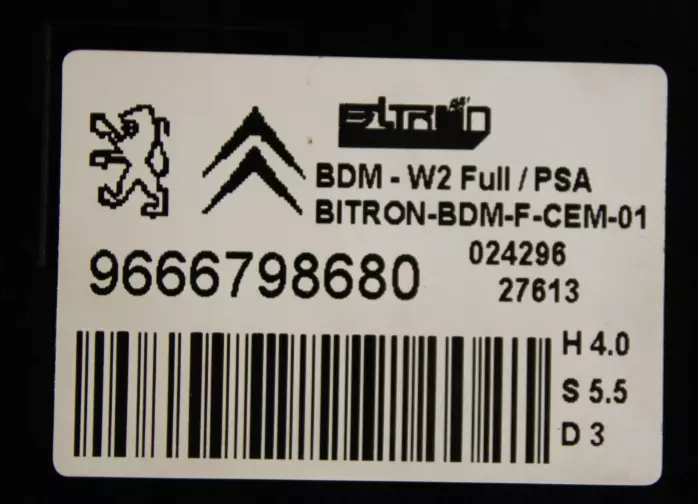 BITRON
BDM - W2 Full / PSA
BITRON-BDM-F-CEM-01
9666798680
024296
27613
H 4.0
S 5.5
D 3